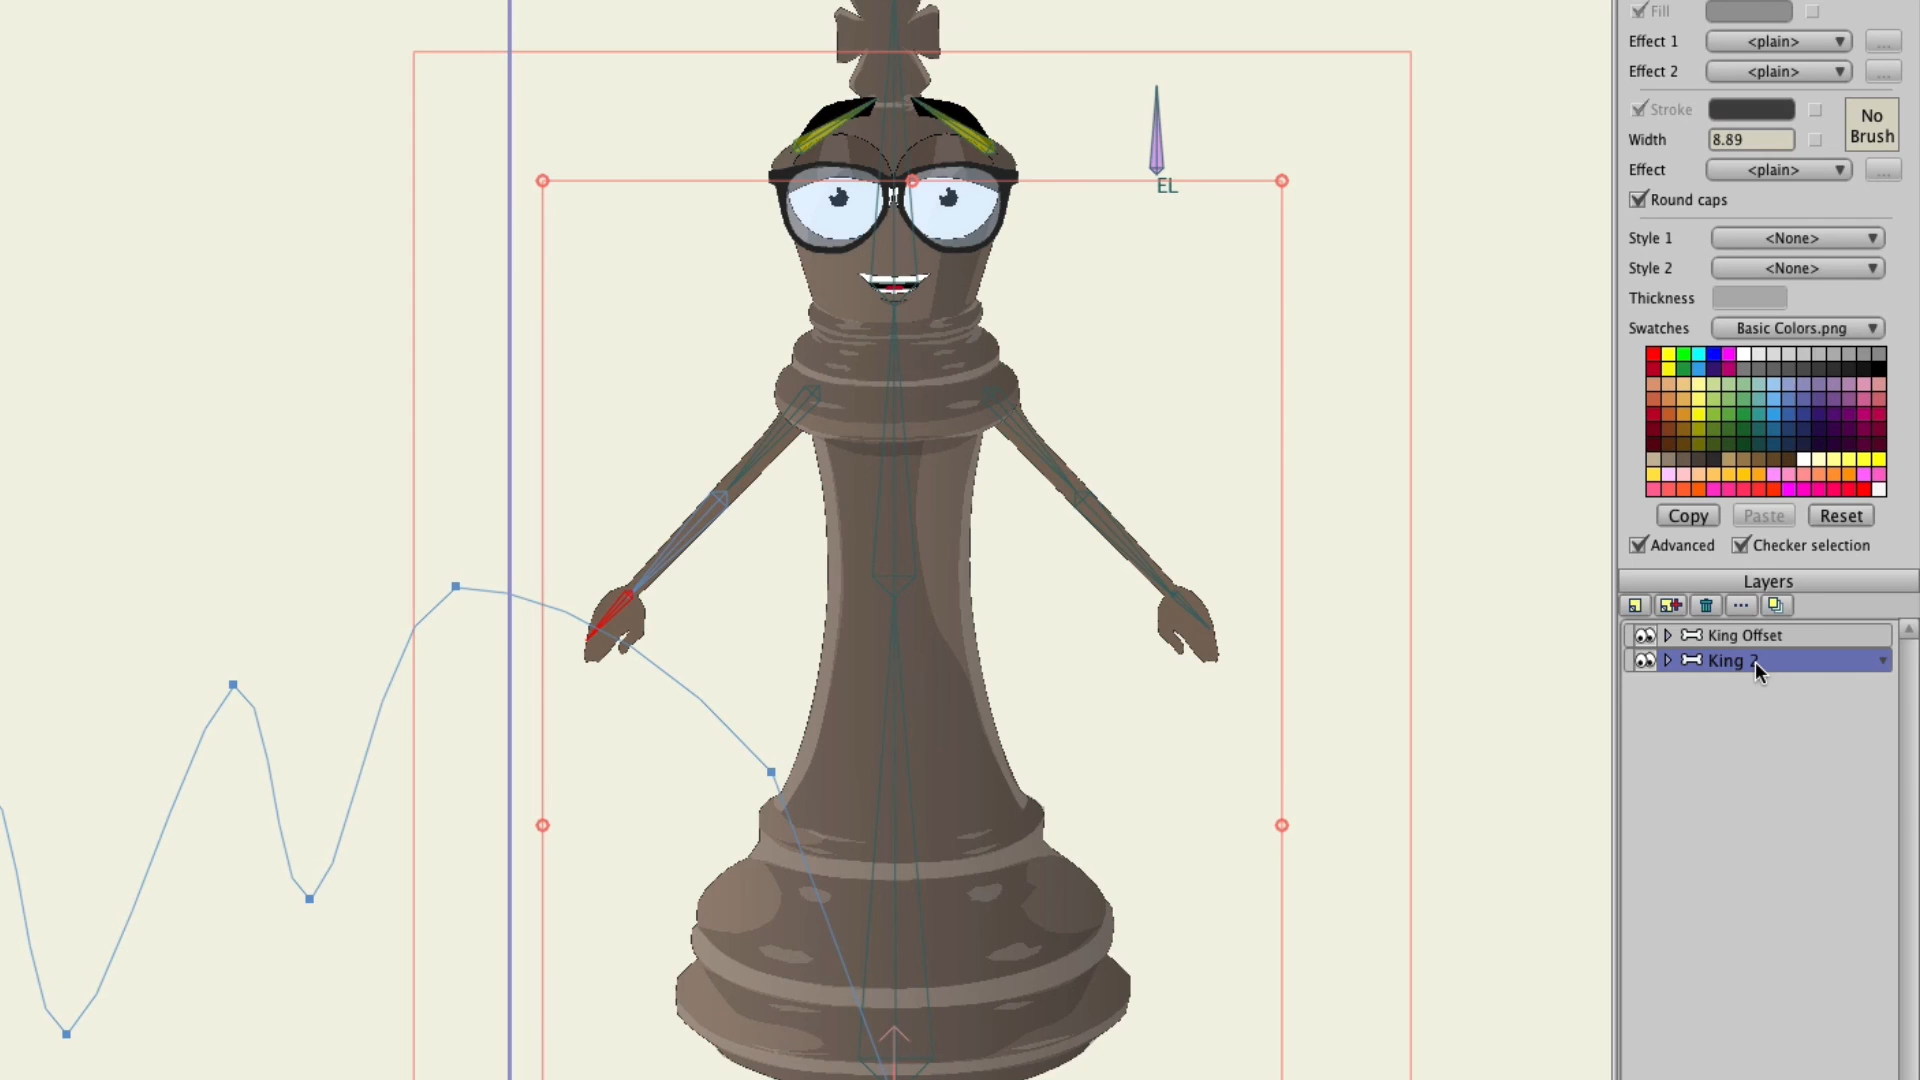 Fill
Effect 1 <plain> ...
Effect 2 <plain> ...
Stroke
No Brush
Width 8.89
Effect <plain> ...
Round caps
Style 1 <None>
Style 2 <None>
Thickness
Swatches Basic Colors.png
Copy Paste Reset
Advanced Checker selection
Layers
King Offset
King 2
EL